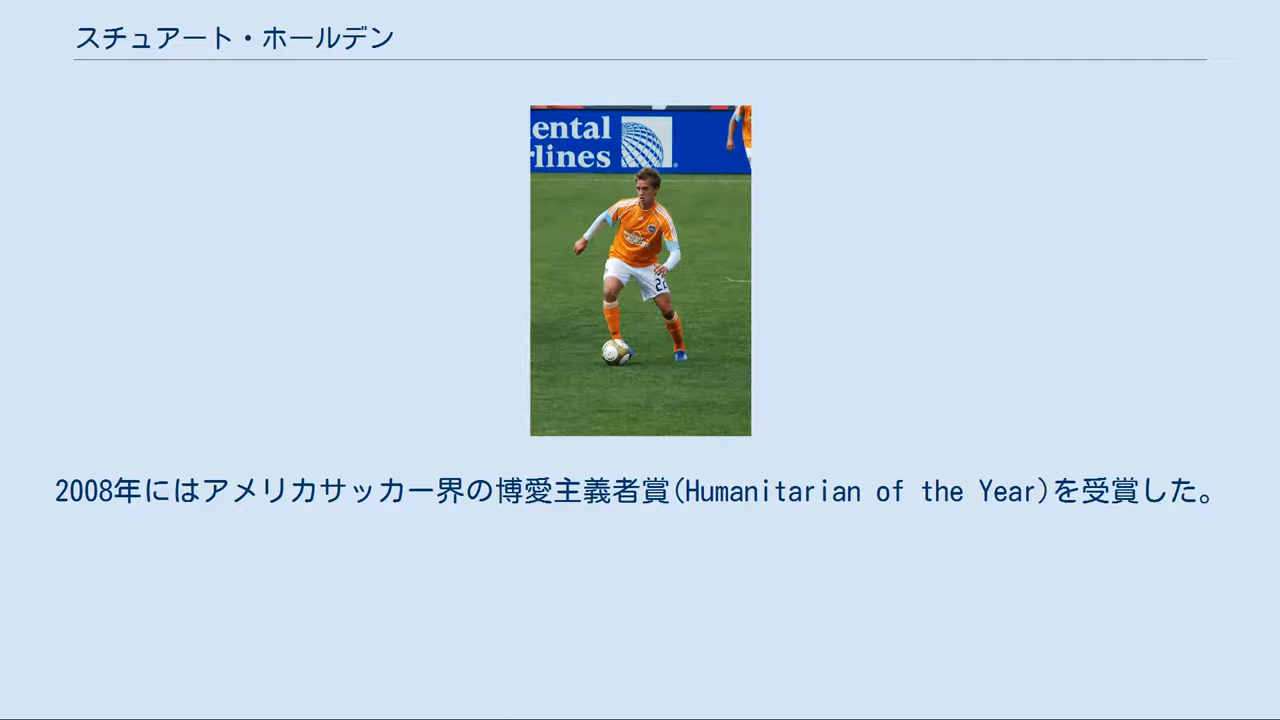 スチュアート・ホールデン
ental
rlines
22
2008年にはアメリカサッカー界の博愛主義者賞(Humanitarian of the Year)を受賞した。